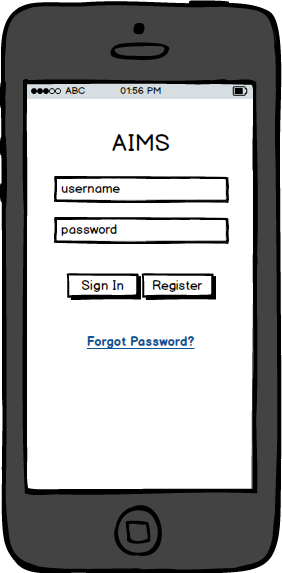 ABC 01:56 PM
AIMS
username
password
Sign In Register
Forgot Password?